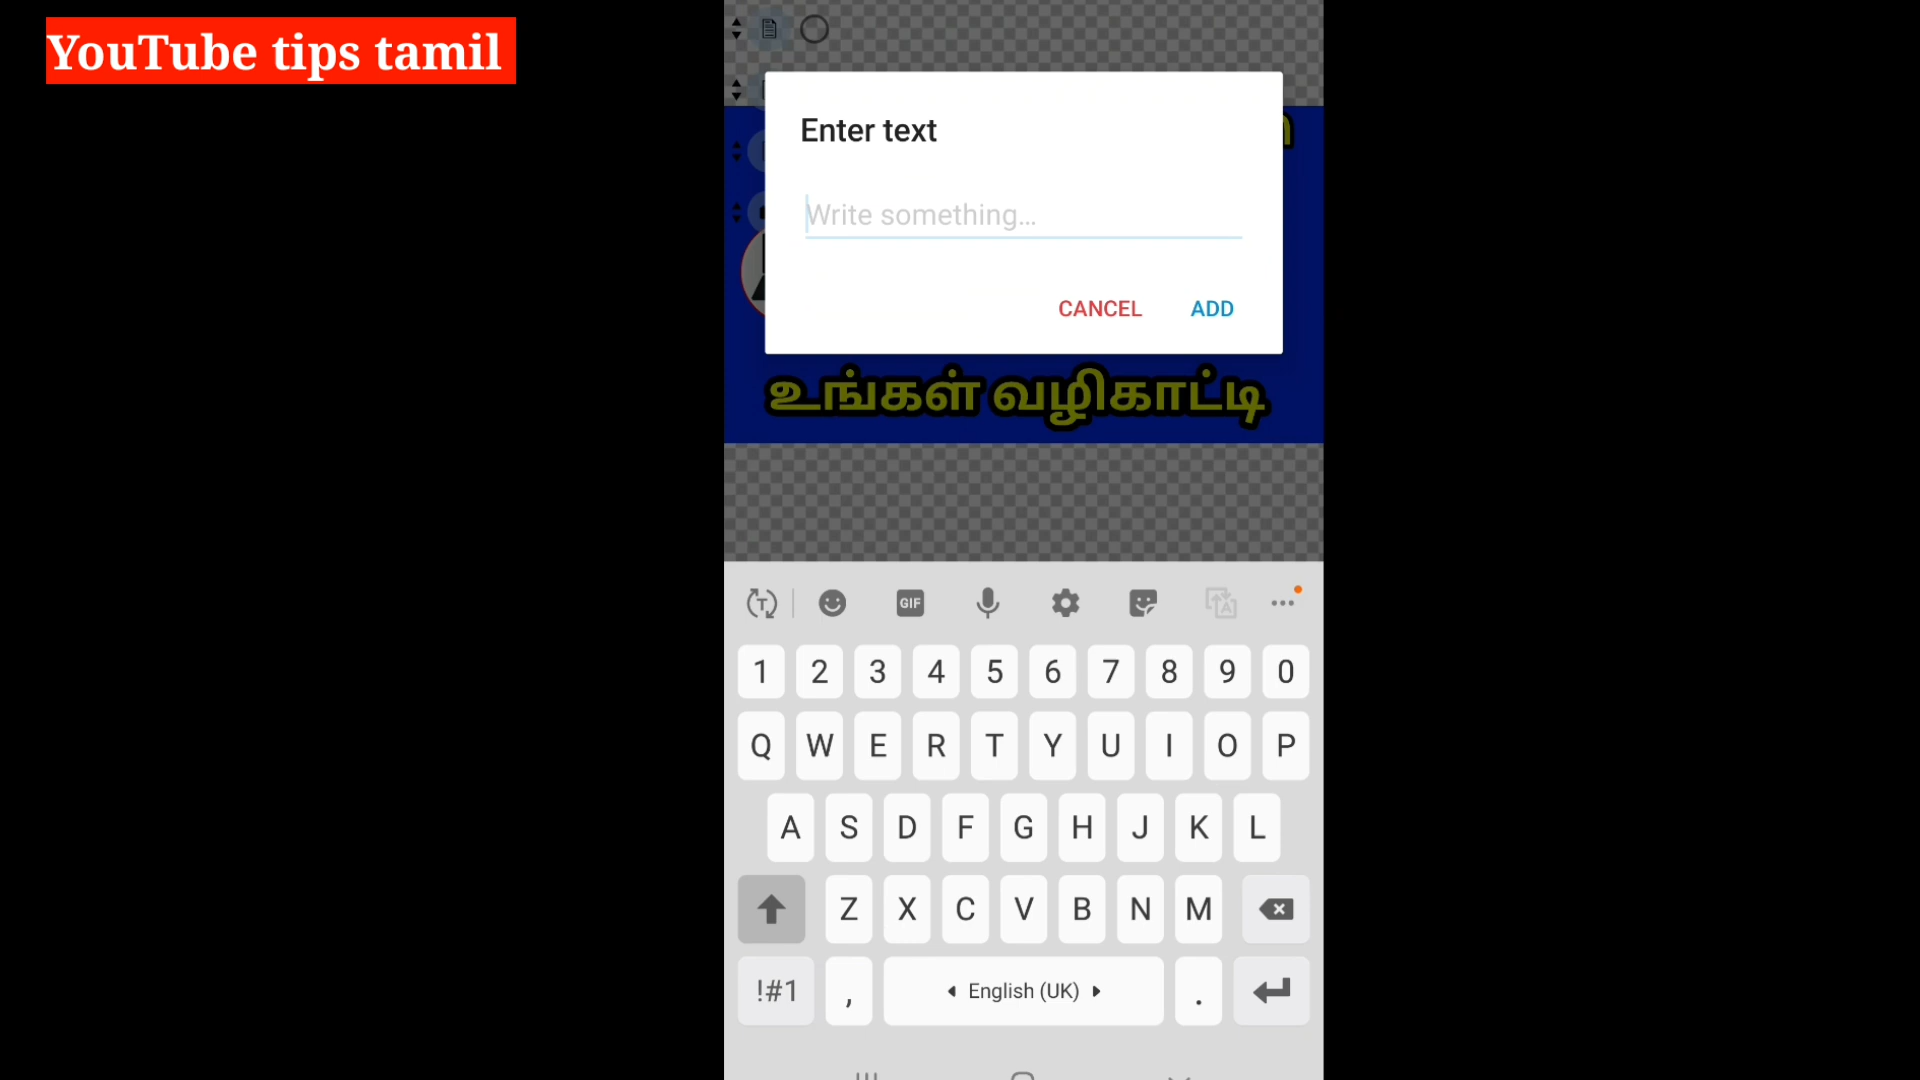 YouTube tips tamil
Enter text
Write something...
CANCEL ADD
உங்கள் வழிகாட்டி
GIF
1 2 3 4 5 6 7 8 9 0
Q W E R T Y U I O P
A S D F G H J K L
Z X C V B N M
!#1 , English (UK) .